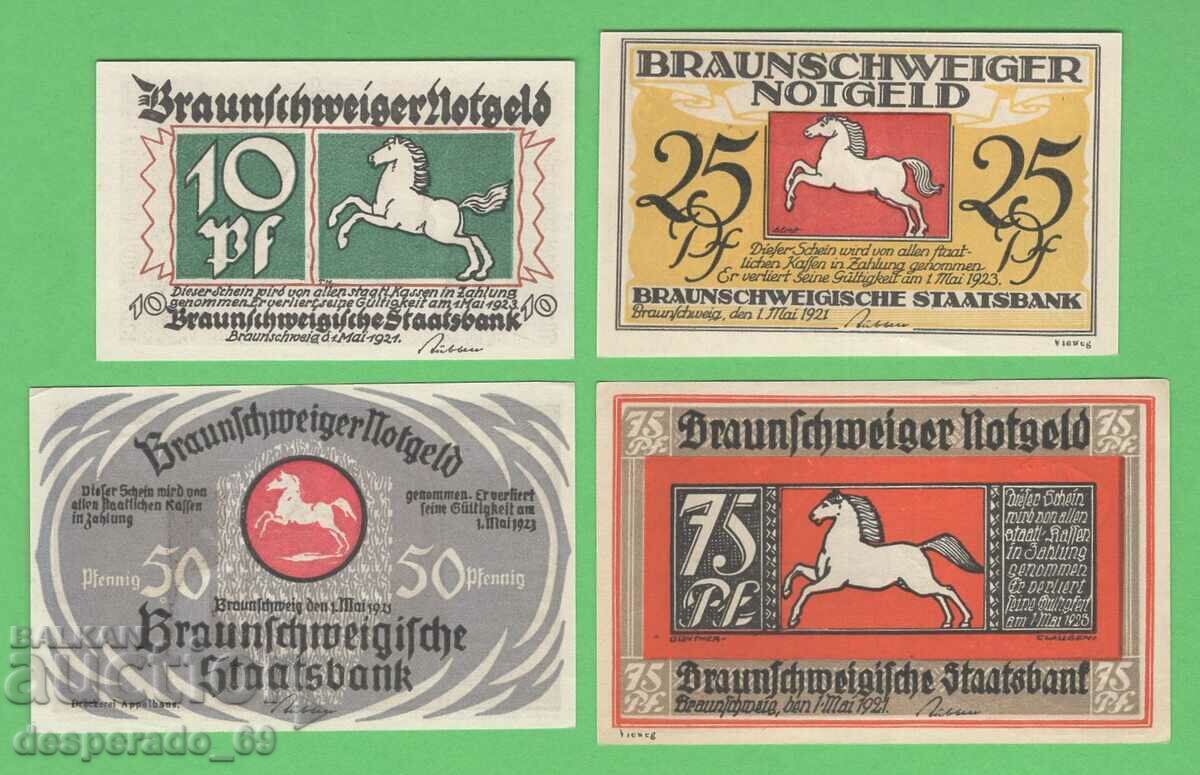 Braunschweiger Notgeld
10
Pf
Dieser schein wird von allen staatl. Kassen in Zahlung
genommen. Er verliert seine Gültigkeit am 1. Mai 1923.
10 Braunschweigische Staatsbank 10
Braunschweig d. 1. Mai 1921.
BRAUNSCHWEIGER
NOTGELD
25 Pf
25 Pf
Dieser Schein wird von allen staat-
lichen Kassen in Zahlung genommen.
Er verliert seine Gültigkeit am 1. Mai 1923.
BRAUNSCHWEIGISCHE STAATSBANK
Braunschweig, den 1. Mai 1921
Vieweg
Braunschweiger Notgeld
Dieser Schein wird von
allen staatlichen Kassen
in Zahlung
genommen. Er verliert
seine Gültigkeit am
1. Mai 1923
Pfennig 50
50 Pfennig
Braunschweig den 1. Mai 1921
Braunschweigische
Staatsbank
Druckerei Appelhans.
75 Pf.
75 Pf.
Braunschweiger Notgeld
75
Pf
Dieser Schein
wird von allen
staatl. Kassen
in Zahlung
genommen
Er verliert
seine Gültigkeit
am 1 Mai 1923
GÜNTHER-
CLAUSEN
75 Pf.
75 Pf.
Braunschweigische Staatsbank
Braunschweig, den 1. Mai 1921.
Vieweg
BALKAN
auction
desperado_69